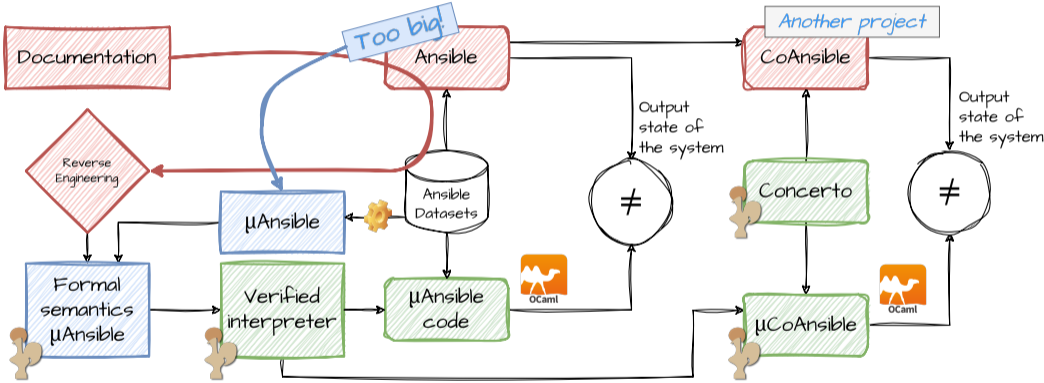 Another project
Too big!
Documentation
Ansible
CoAnsible
Output
state of
the system
Output
state of
the system
Reverse
Engineering
Ansible
Datasets
≠
Concerto
≠
µAnsible
Formal
semantics
µAnsible
Verified
interpreter
µAnsible
code
OCaml
µCoAnsible
OCaml